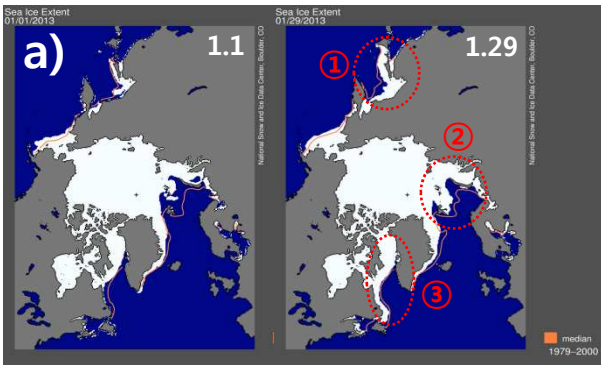 Sea Ice Extent
01/01/2013
a)
1.1
National Snow and Ice Data Center, Boulder, CO
Sea Ice Extent
01/29/2013
1.29
①
②
③
National Snow and Ice Data Center, Boulder, CO
median
1979–2000